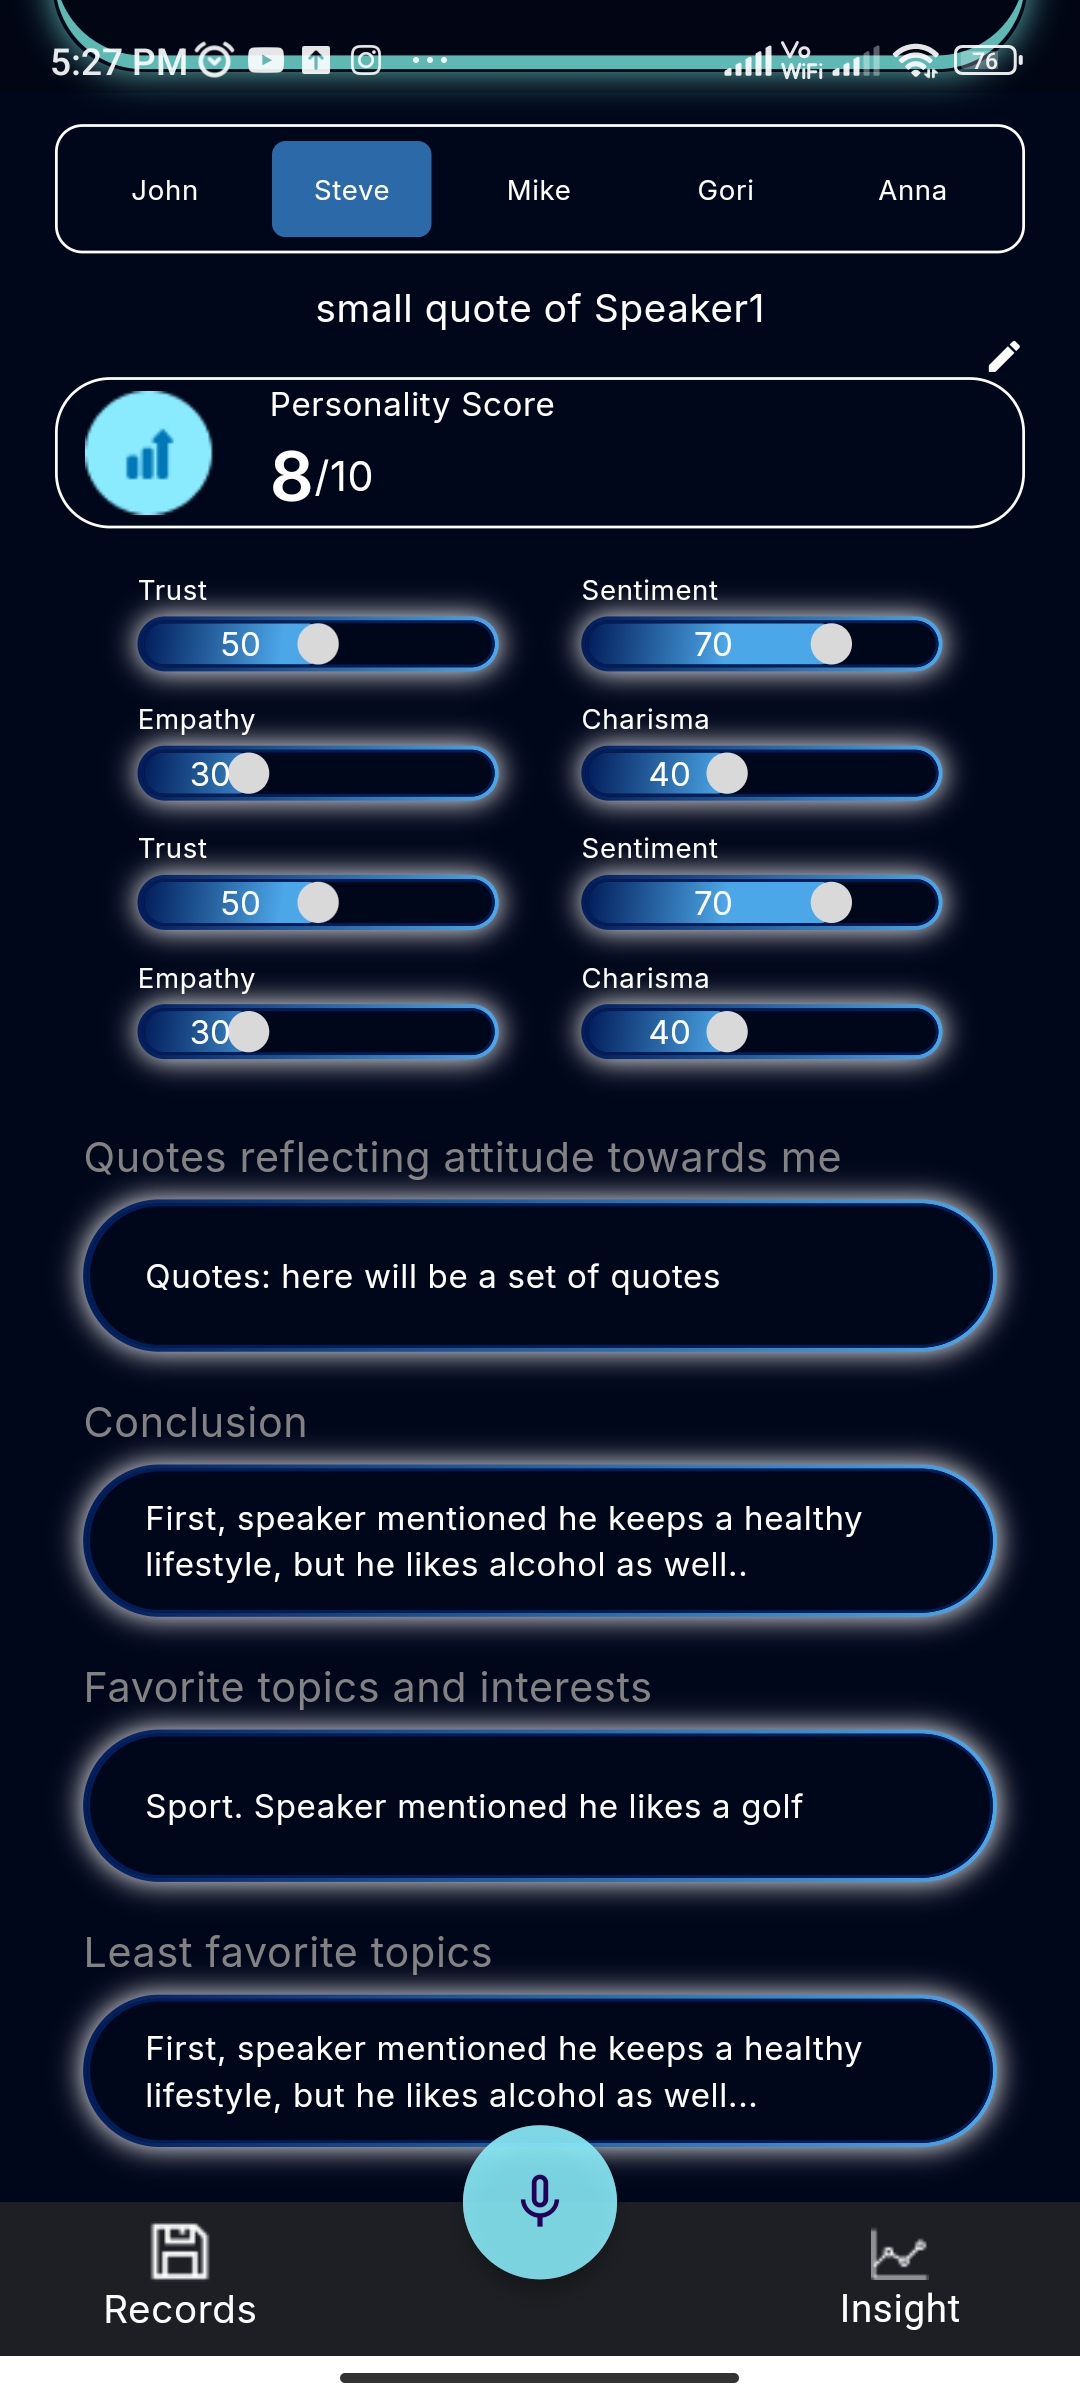 5:27 PM
Vo WiFi
76
John Steve Mike Gori Anna
small quote of Speaker1
Personality Score
8/10
Trust Sentiment
50 70
Empathy Charisma
30 40
Trust Sentiment
50 70
Empathy Charisma
30 40
Quotes reflecting attitude towards me
Quotes: here will be a set of quotes
Conclusion
First, speaker mentioned he keeps a healthy
lifestyle, but he likes alcohol as well..
Favorite topics and interests
Sport. Speaker mentioned he likes a golf
Least favorite topics
First, speaker mentioned he keeps a healthy
lifestyle, but he likes alcohol as well...
Records Insight